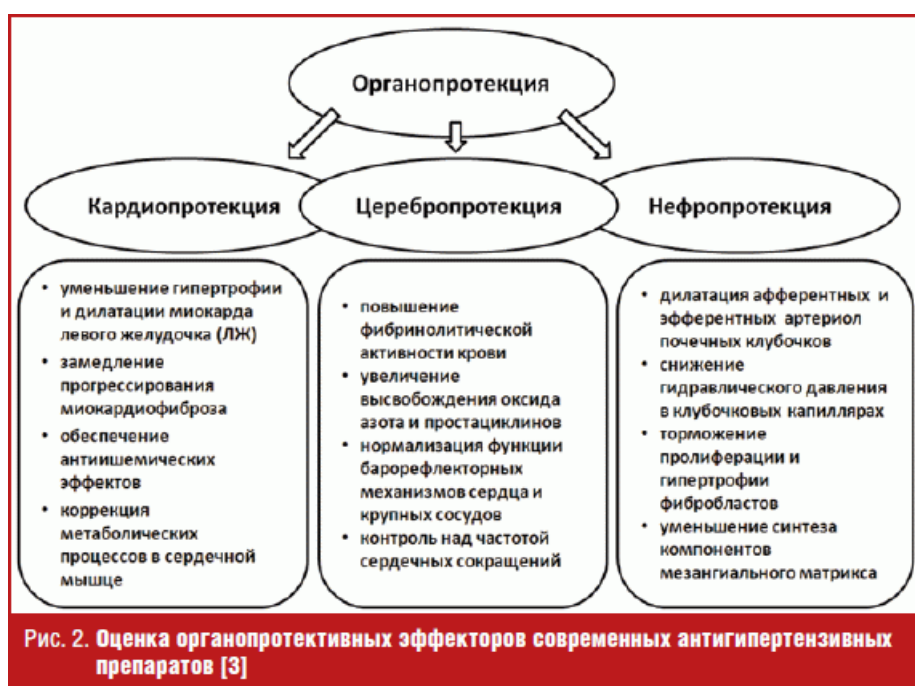 Органопротекция
Кардиопротекция
Церебропротекция
Нефропротекция
• уменьшение гипертрофии
и дилатации миокарда
левого желудочка (ЛЖ)
• замедление
прогрессирования
миокардиофиброза
• обеспечение
антиишемических
эффектов
• коррекция
метаболических
процессов в сердечной
мышце
• повышение
фибринолитической
активности крови
• увеличение
высвобождения оксида
азота и простациклинов
• нормализация функции
барорефлекторных
механизмов сердца и
крупных сосудов
• контроль над частотой
сердечных сокращений
• дилатация афферентных и
эфферентных артериол
почечных клубочков
• снижение
гидравлического давления
в клубочковых капиллярах
• торможение
пролиферации и
гипертрофии
фибробластов
• уменьшение синтеза
компонентов
мезангиального матрикса
Рис. 2. Оценка органопротективных эффекторов современных антигипертензивных
препаратов [3]